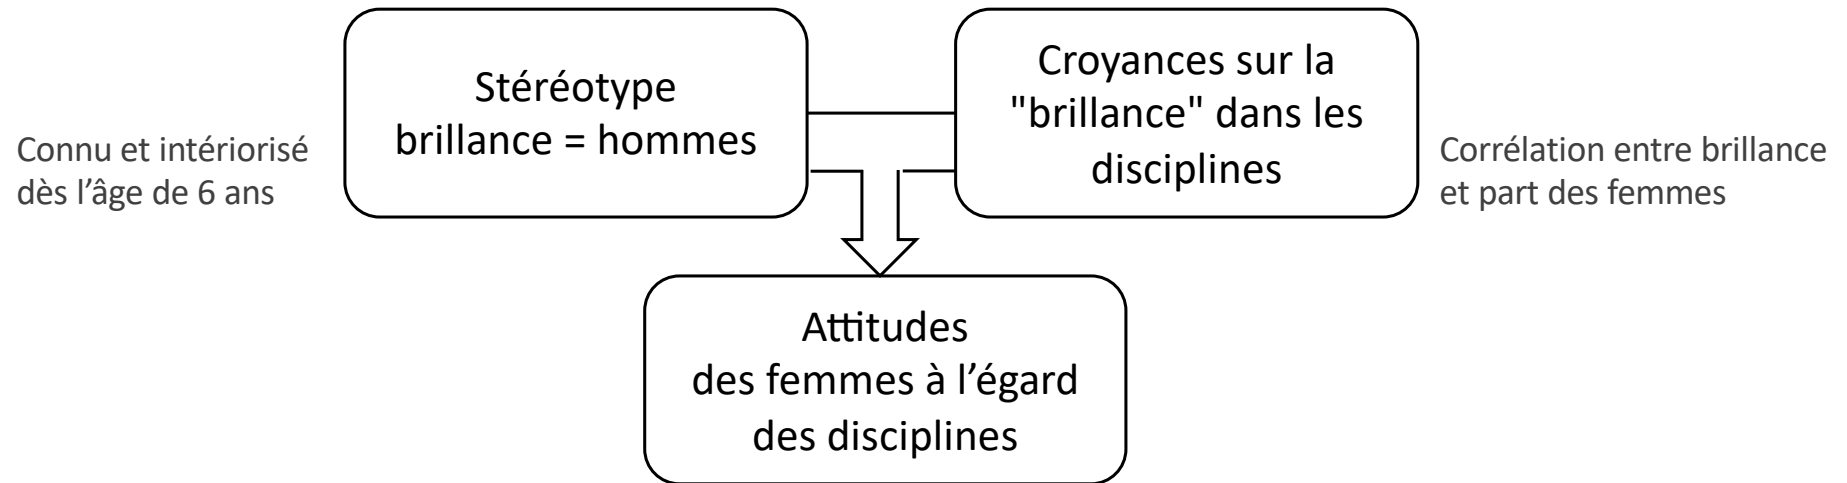 Stéréotype
brillance = hommes
Croyances sur la
"brillance" dans les
disciplines
Connu et intériorisé
dès l’âge de 6 ans
Corrélation entre brillance
et part des femmes
Attitudes
des femmes à l’égard
des disciplines